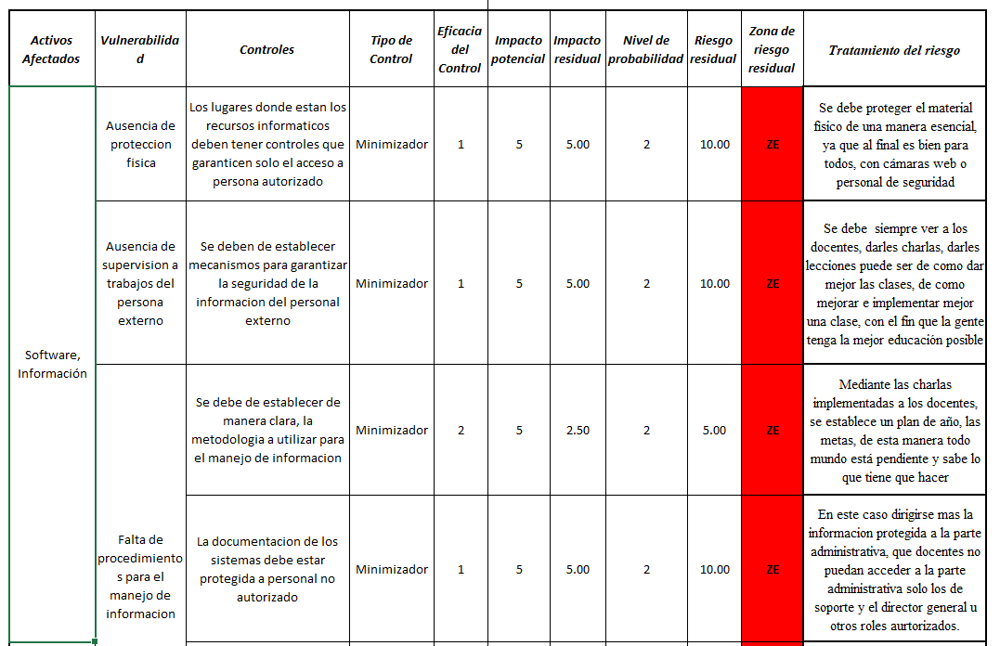 Activos
Afectados
Vulnerabilida
d
Controles
Tipo de
Control
Eficacia
del
Control
Impacto
potencial
Impacto
residual
Nivel de
probabilidad
Riesgo
residual
Zona de
riesgo
residual
Tratamiento del riesgo
Software,
Información
Ausencia de
proteccion
fisica
Los lugares donde estan los
recursos informaticos
deben tener controles que
garanticen solo el acceso a
persona autorizado
Minimizador
1
5
5.00
2
10.00
ZE
Se debe proteger el material
fisico de una manera esencial,
ya que al final es bien para
todos, con cámaras web o
personal de seguridad
Ausencia de
supervision a
trabajos del
persona
externo
Se deben de establecer
mecanismos para garantizar
la seguridad de la
informacion del personal
externo
Minimizador
1
5
5.00
2
10.00
ZE
Se debe  siempre ver a los
docentes, darles charlas, darles
lecciones puede ser de como dar
mejor las clases, de como
mejorar e implementar mejor
una clase, con el fin que la gente
tenga la mejor educación posible
Falta de
procedimiento
s para el
manejo de
informacion
Se debe de establecer de
manera clara, la
metodologia a utilizar para
el manejo de informacion
Minimizador
2
5
2.50
2
5.00
ZE
Mediante las charlas
implementadas a los docentes,
se establece un plan de año, las
metas, de esta manera todo
mundo está pendiente y sabe lo
que tiene que hacer
La documentacion de los
sistemas debe estar
protegida a personal no
autorizado
Minimizador
1
5
5.00
2
10.00
ZE
En este caso dirigirse mas la
informacion protegida a la parte
administrativa, que docentes no
puedan acceder a la parte
administrativa solo los de
soporte y el director general u
otros roles aurtorizados.